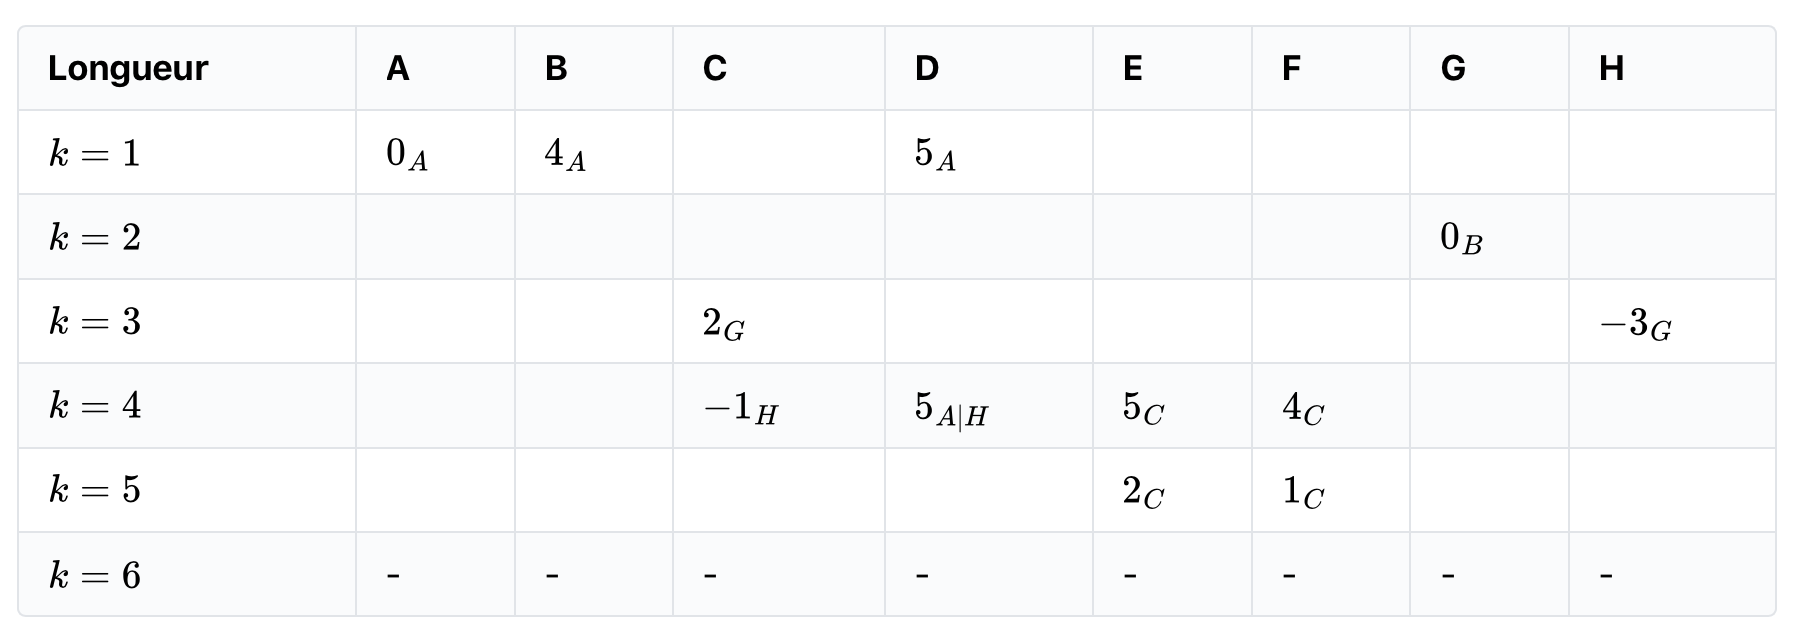 Longueur A B C D E F G H
k = 1 0_A 4_A 5_A
k = 2 0_B
k = 3 2_G −3_G
k = 4 −1_H 5_{A|H} 5_C 4_C
k = 5 2_C 1_C
k = 6 - - - - - - - -